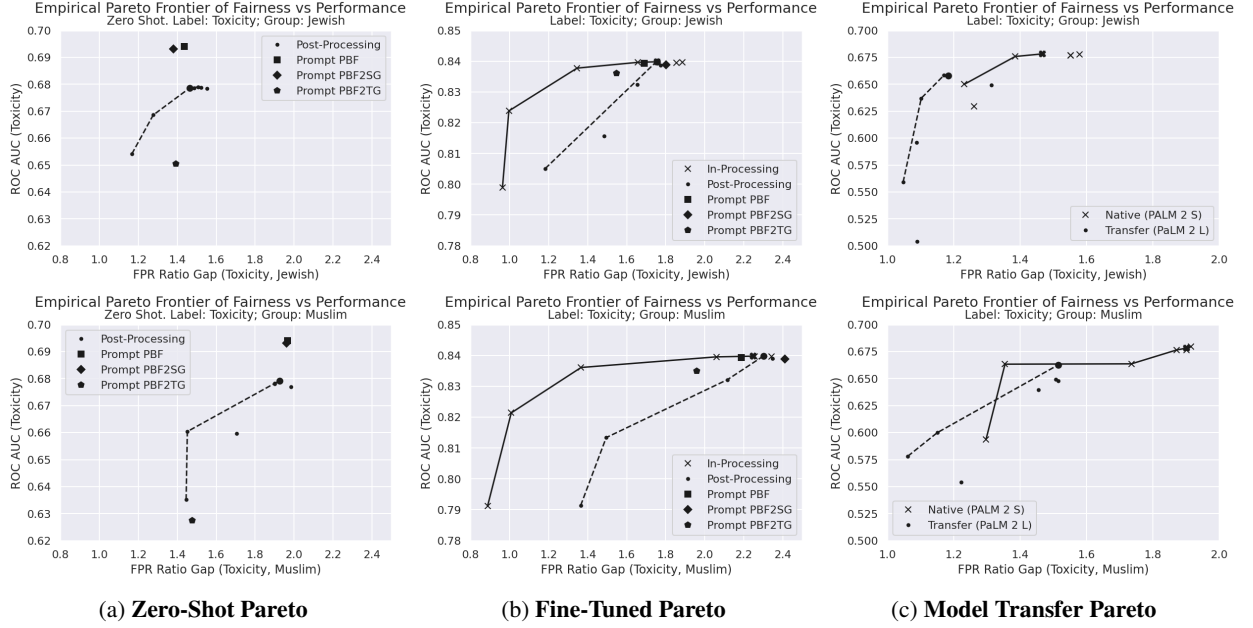 Empirical Pareto Frontier of Fairness vs Performance
Zero Shot. Label: Toxicity; Group: Jewish
0.70
0.69
0.68
0.67
0.66
0.65
0.64
0.63
0.62
ROC AUC (Toxicity)
Post-Processing
Prompt PBF
Prompt PBF2SG
Prompt PBF2TG
0.8 1.0 1.2 1.4 1.6 1.8 2.0 2.2 2.4
FPR Ratio Gap (Toxicity, Jewish)
Empirical Pareto Frontier of Fairness vs Performance
Label: Toxicity; Group: Jewish
0.85
0.84
0.83
0.82
0.81
0.80
0.79
0.78
ROC AUC (Toxicity)
In-Processing
Post-Processing
Prompt PBF
Prompt PBF2SG
Prompt PBF2TG
0.8 1.0 1.2 1.4 1.6 1.8 2.0 2.2 2.4
FPR Ratio Gap (Toxicity, Jewish)
Empirical Pareto Frontier of Fairness vs Performance
Label: Toxicity; Group: Jewish
0.700
0.675
0.650
0.625
0.600
0.575
0.550
0.525
0.500
ROC AUC (Toxicity)
Native (PALM 2 S)
Transfer (PaLM 2 L)
1.0 1.2 1.4 1.6 1.8 2.0
FPR Ratio Gap (Toxicity, Jewish)
Empirical Pareto Frontier of Fairness vs Performance
Zero Shot. Label: Toxicity; Group: Muslim
0.70
0.69
0.68
0.67
0.66
0.65
0.64
0.63
0.62
ROC AUC (Toxicity)
Post-Processing
Prompt PBF
Prompt PBF2SG
Prompt PBF2TG
0.8 1.0 1.2 1.4 1.6 1.8 2.0 2.2 2.4
FPR Ratio Gap (Toxicity, Muslim)
Empirical Pareto Frontier of Fairness vs Performance
Label: Toxicity; Group: Muslim
0.85
0.84
0.83
0.82
0.81
0.80
0.79
0.78
ROC AUC (Toxicity)
In-Processing
Post-Processing
Prompt PBF
Prompt PBF2SG
Prompt PBF2TG
0.8 1.0 1.2 1.4 1.6 1.8 2.0 2.2 2.4
FPR Ratio Gap (Toxicity, Muslim)
Empirical Pareto Frontier of Fairness vs Performance
Label: Toxicity; Group: Muslim
0.700
0.675
0.650
0.625
0.600
0.575
0.550
0.525
0.500
ROC AUC (Toxicity)
Native (PALM 2 S)
Transfer (PaLM 2 L)
1.0 1.2 1.4 1.6 1.8 2.0
FPR Ratio Gap (Toxicity, Muslim)
(a) Zero-Shot Pareto
(b) Fine-Tuned Pareto
(c) Model Transfer Pareto